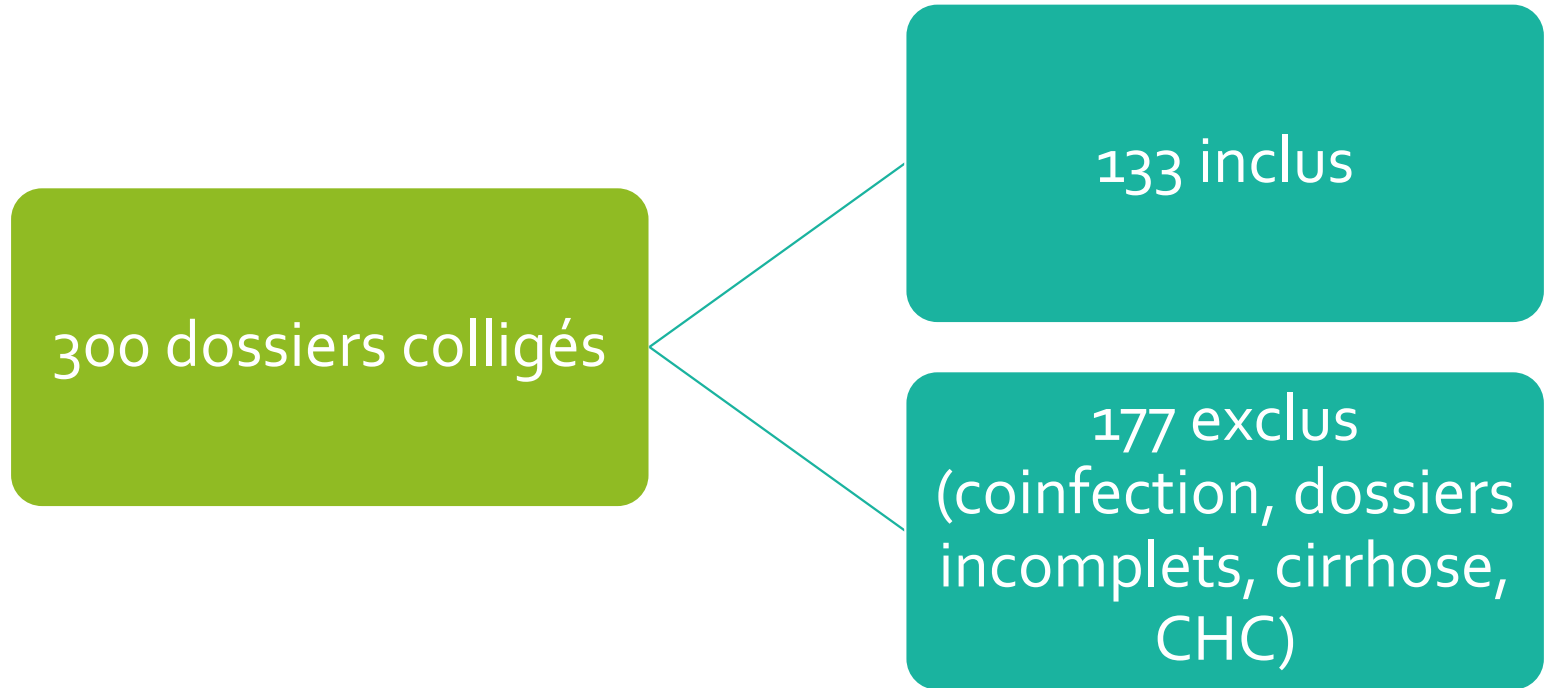 300 dossiers colligés
133 inclus
177 exclus
(coinfection, dossiers
incomplets, cirrhose,
CHC)